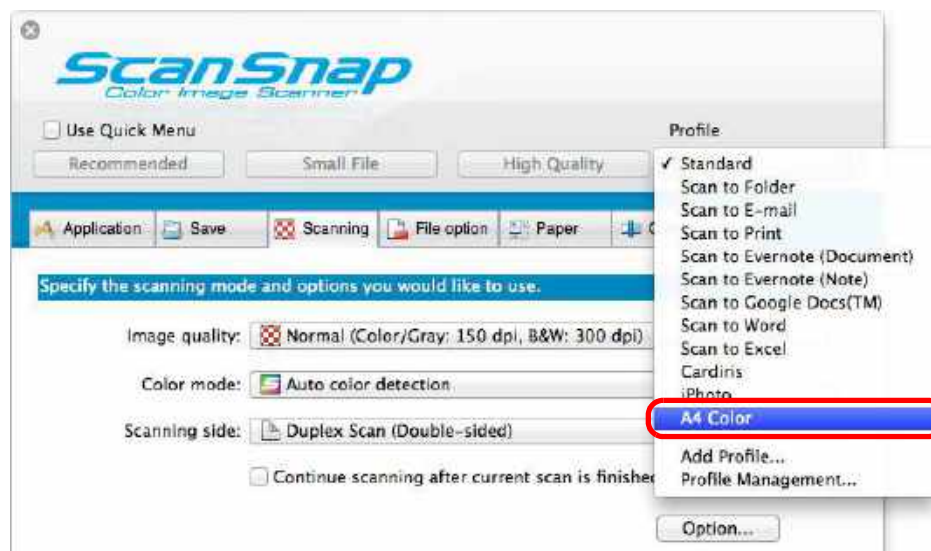 ScanSnap
Color Image Scanner
Use Quick Menu
Profile
Recommended
Small File
High Quality
✓ Standard
Scan to Folder
Scan to E-mail
Scan to Print
Scan to Evernote (Document)
Scan to Evernote (Note)
Scan to Google Docs(TM)
Scan to Word
Scan to Excel
Cardiris
iPhoto
A4 Color
Add Profile...
Profile Management...
Application
Save
Scanning
File option
Paper
Specify the scanning mode and options you would like to use.
Image quality: Normal (Color/Gray: 150 dpi, B&W: 300 dpi)
Color mode: Auto color detection
Scanning side: Duplex Scan (Double-sided)
Continue scanning after current scan is finishe
Option...